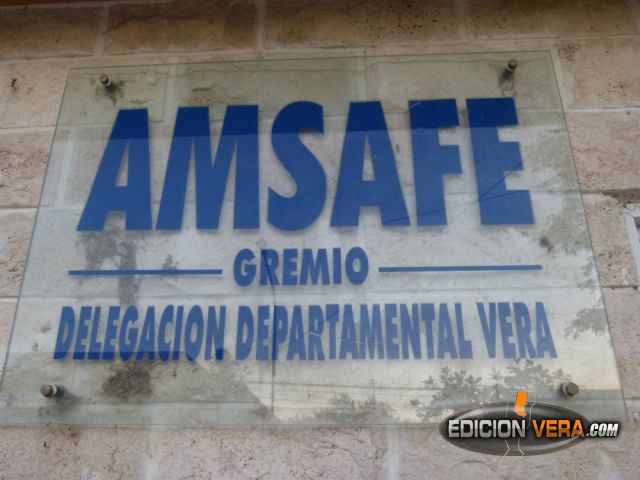 AMSAFE
GREMIO
DELEGACION DEPARTAMENTAL VERA
EDICION VERA.COM